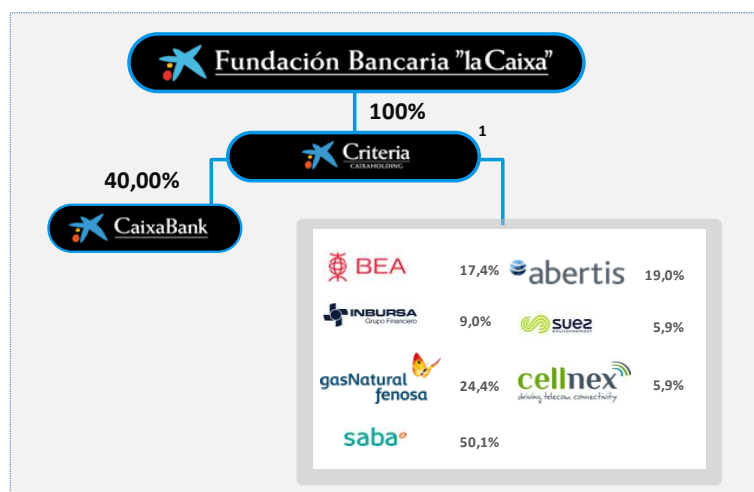 Fundación Bancaria "la Caixa"
100%
1
Criteria
CAIXAHOLDING
40,00%
CaixaBank
BEA
17,4%
abertis
19,0%
INBURSA
Grupo Financiero
9,0%
suez
environnement
5,9%
gasNatural
fenosa
24,4%
cellnex
driving telecom connectivity
5,9%
saba
50,1%